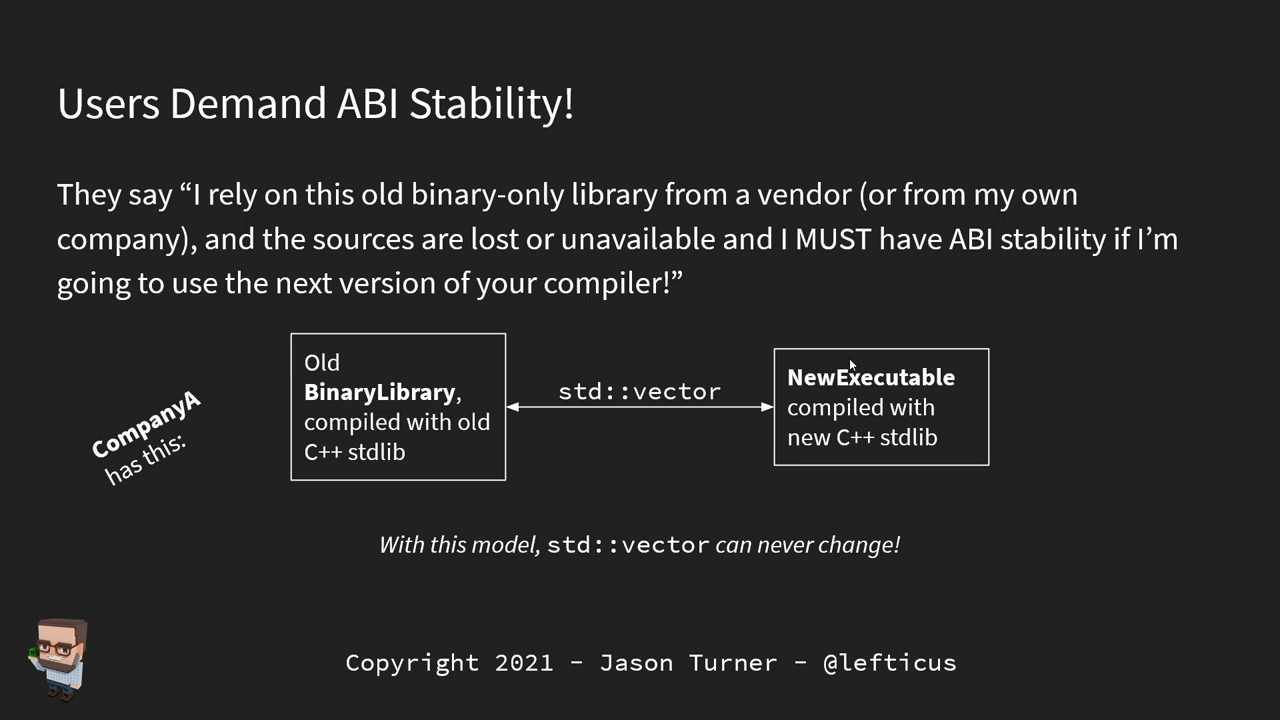 Users Demand ABI Stability!
They say “I rely on this old binary-only library from a vendor (or from my own
company), and the sources are lost or unavailable and I MUST have ABI stability if I’m
going to use the next version of your compiler!”
CompanyA
has this:
Old
BinaryLibrary,
compiled with old
C++ stdlib
std::vector
NewExecutable
compiled with
new C++ stdlib
With this model, std::vector can never change!
Copyright 2021 - Jason Turner - @lefticus